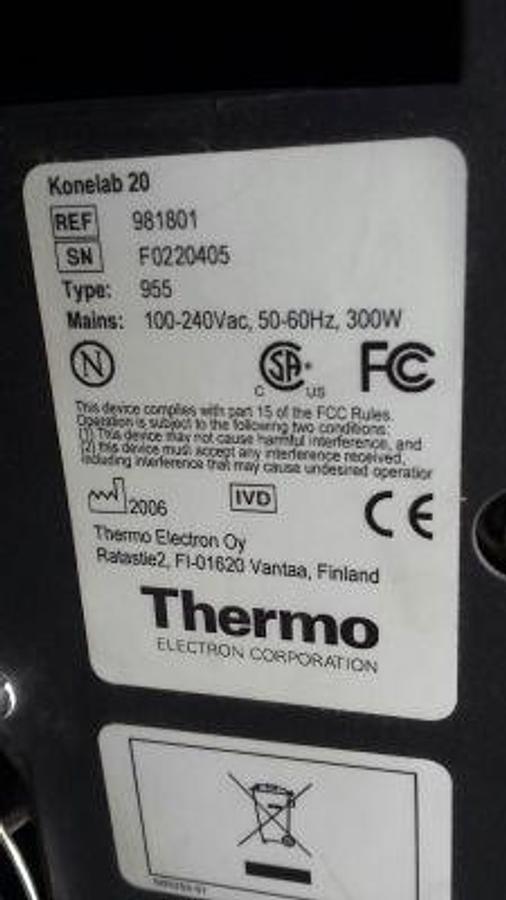 Konelab 20
REF 981801
SN F0220405
Type: 955
Mains: 100-240Vac, 50-60Hz, 300W
N
C SA US FC
This device complies with part 15 of the FCC Rules.
Operation is subject to the following two conditions:
(1) This device may not cause harmful interference, and
(2) this device must accept any interference received,
including interference that may cause undesired operation
2006 IVD CE
Thermo Electron Oy
Ratastie2, FI-01620 Vantaa, Finland
Thermo
ELECTRON CORPORATION